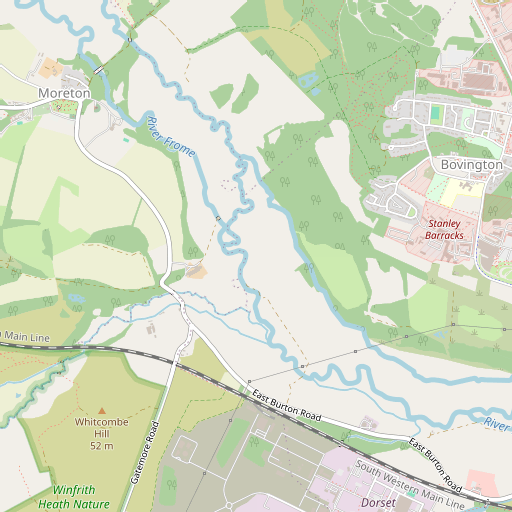 Moreton
River Frome
Bovington
Stanley
Barracks
Main Line
East Burton Road
Whitcombe
Hill
52 m
Gatemore Road
River
East Burton Road
South Western Main Line
Winfrith
Heath Nature
Dorset